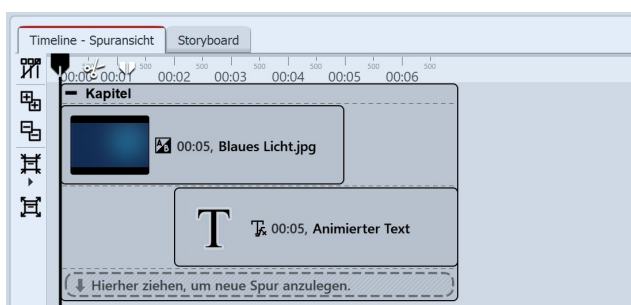 Timeline - Spuransicht Storyboard
500 500 500 500 500 500
00:00 00:01 00:02 00:03 00:04 00:05 00:06
Kapitel
A B 00:05, Blaues Licht.jpg
T Tx 00:05, Animierter Text
Hierher ziehen, um neue Spur anzulegen.